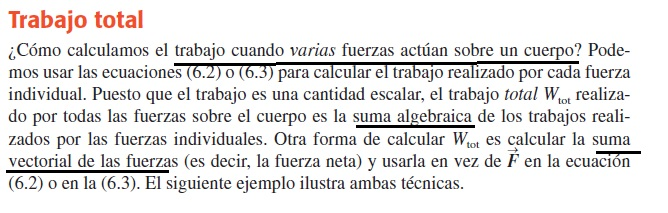 Trabajo total
¿Cómo calculamos el trabajo cuando varias fuerzas actúan sobre un cuerpo? Pode-
mos usar las ecuaciones (6.2) o (6.3) para calcular el trabajo realizado por cada fuerza
individual. Puesto que el trabajo es una cantidad escalar, el trabajo total Wtot realiza-
do por todas las fuerzas sobre el cuerpo es la suma algebraica de los trabajos reali-
zados por las fuerzas individuales. Otra forma de calcular Wtot es calcular la suma
vectorial de las fuerzas (es decir, la fuerza neta) y usarla en vez de F⃗ en la ecuación
(6.2) o en la (6.3). El siguiente ejemplo ilustra ambas técnicas.